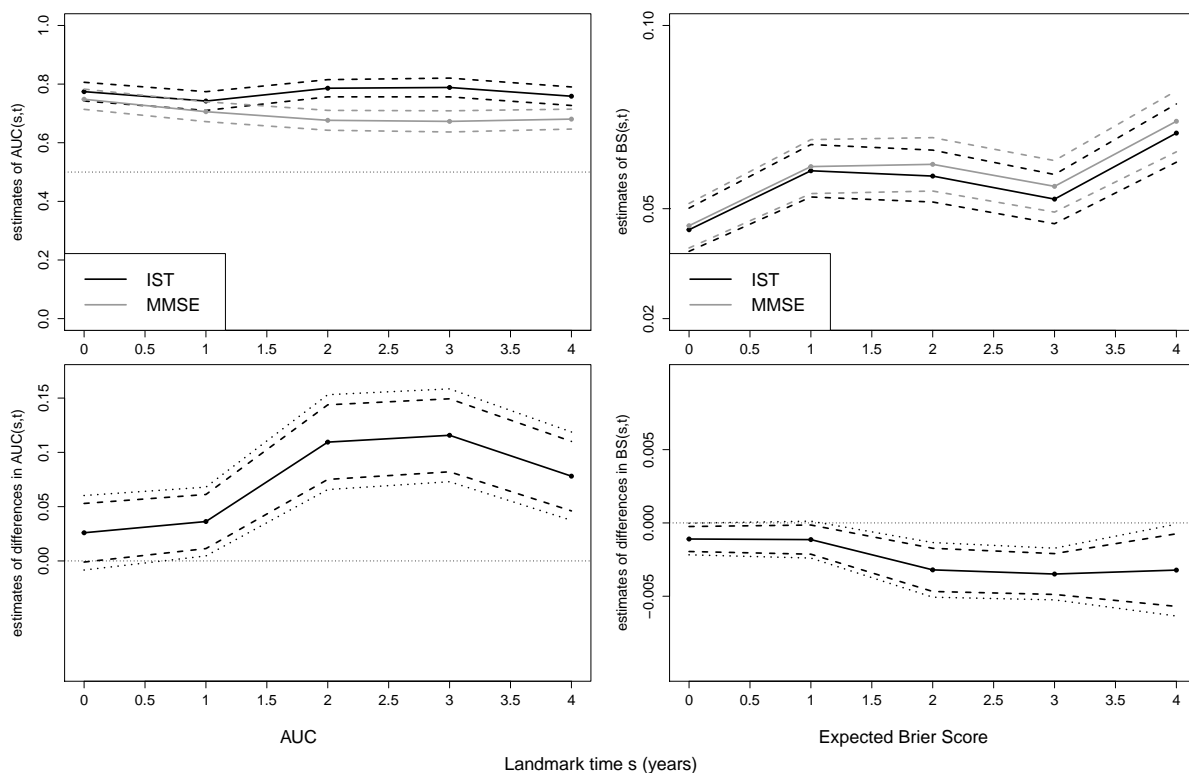 estimates of AUC(s,t)
1.0
0.8
0.6
0.4
0.2
0.0
IST
MMSE
0 0.5 1 1.5 2 2.5 3 3.5 4
estimates of BS(s,t)
0.10
0.05
0.02
IST
MMSE
0 0.5 1 1.5 2 2.5 3 3.5 4
estimates of differences in AUC(s,t)
0.15
0.1
0.05
0.00
0 0.5 1 1.5 2 2.5 3 3.5 4
AUC
estimates of differences in BS(s,t)
0.005
0.000
−0.005
0 0.5 1 1.5 2 2.5 3 3.5 4
Expected Brier Score
Landmark time s (years)